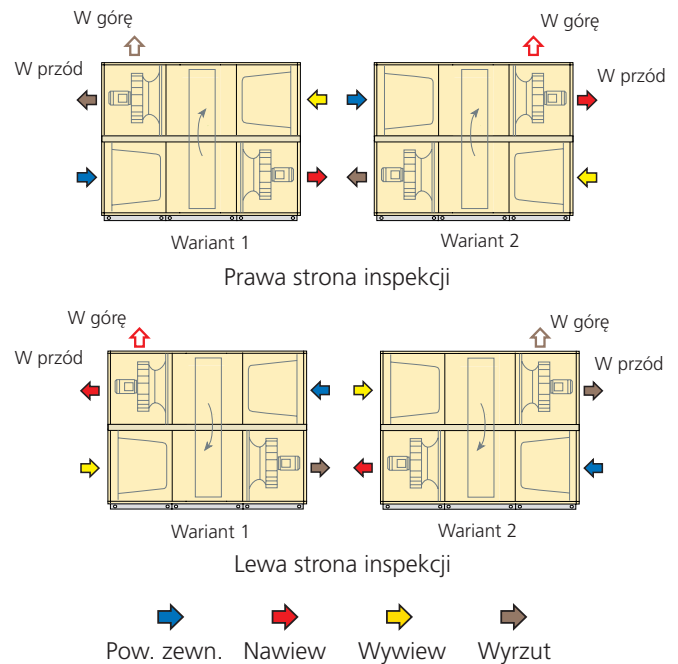 W górę
W przód
W górę
W przód
Wariant 1
Wariant 2
Prawa strona inspekcji
W górę
W przód
W górę
W przód
Wariant 1
Wariant 2
Lewa strona inspekcji
Pow. zewn. Nawiew Wywiew Wyrzut